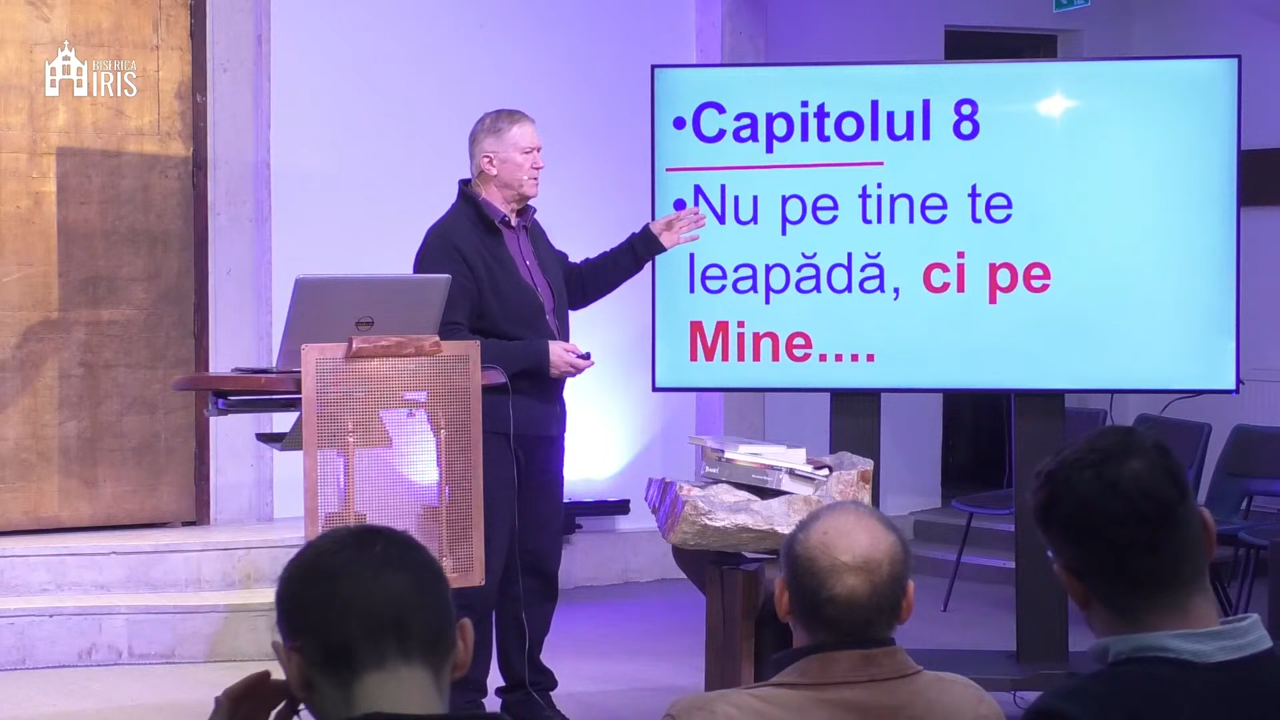 BISERICA
IRIS
•Capitolul 8
•Nu pe tine te
leapădă, ci pe
Mine....